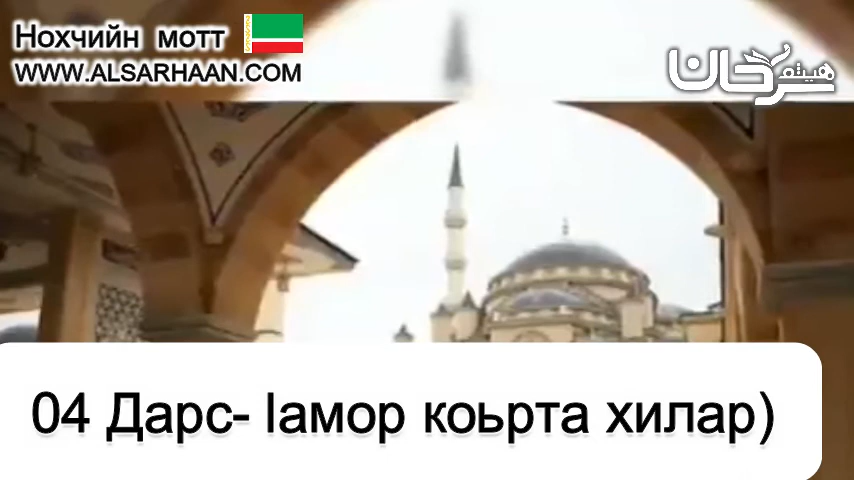 Нохчийн мотт
WWW.ALSARHAAN.COM
هيثم سرحان
04 Дарс- Іамор коьрта хилар)